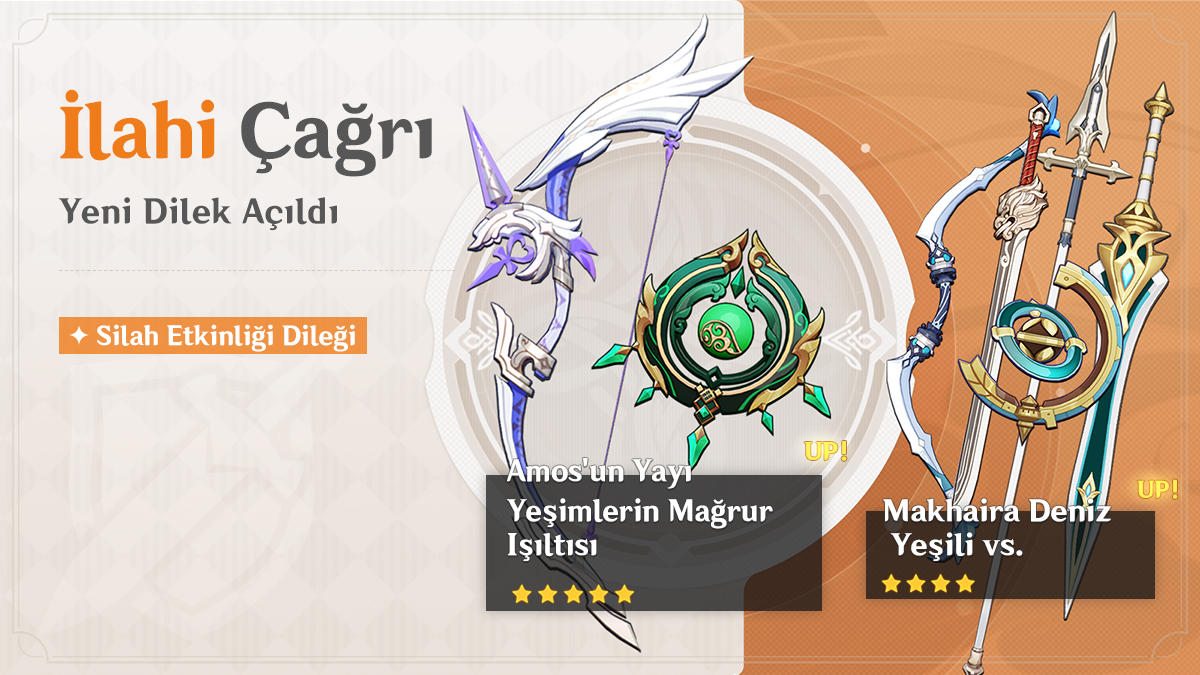 İlahi Çağrı
Yeni Dilek Açıldı
✦ Silah Etkinliği Dileği
UP!
Amos'un Yayı
Yeşimlerin Mağrur
Işıltısı
UP!
Makhaira Deniz
Yeşili vs.